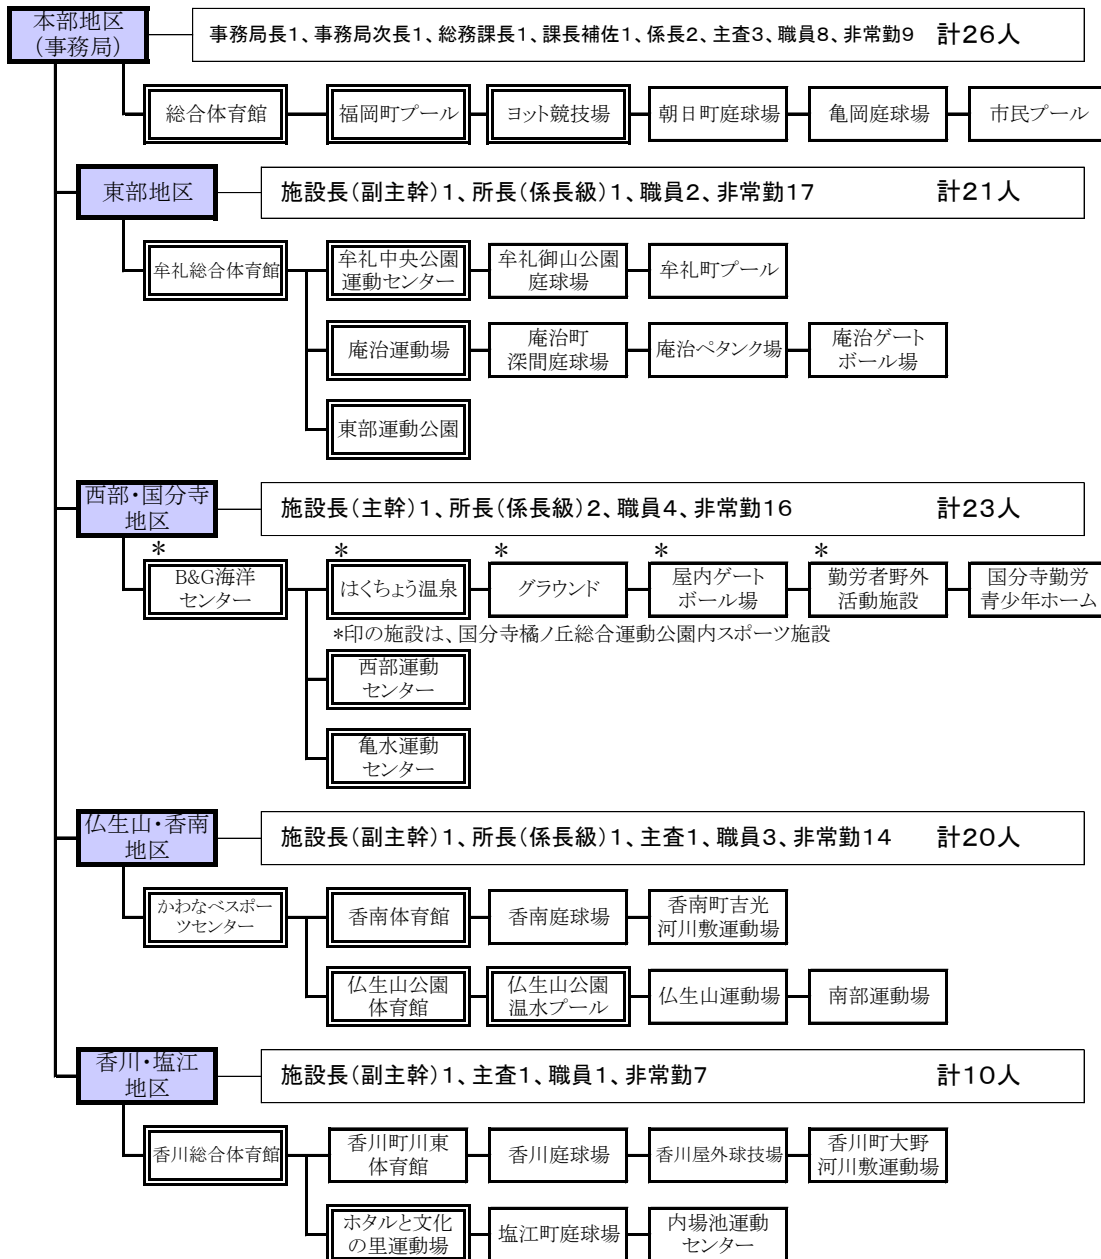 本部地区
(事務局)
事務局長1、事務局次長1、総務課長1、課長補佐1、係長2、主査3、職員8、非常勤9　計26人
総合体育館
福岡町プール
ヨット競技場
朝日町庭球場
亀岡庭球場
市民プール
東部地区
施設長(副主幹)1、所長(係長級)1、職員2、非常勤17　計21人
牟礼総合体育館
牟礼中央公園
運動センター
牟礼御山公園
庭球場
牟礼町プール
庵治運動場
庵治町
深間庭球場
庵治ペタンク場
庵治ゲート
ボール場
東部運動公園
西部・国分寺
地区
施設長(主幹)1、所長(係長級)2、職員4、非常勤16　計23人
*
B&G海洋
センター
*
はくちょう温泉
*
グラウンド
*
屋内ゲート
ボール場
*
勤労者野外
活動施設
国分寺勤労
青少年ホーム
*印の施設は、国分寺橘ノ丘総合運動公園内スポーツ施設
西部運動
センター
亀水運動
センター
仏生山・香南
地区
施設長(副主幹)1、所長(係長級)1、主査1、職員3、非常勤14　計20人
かわなべスポー
ツセンター
香南体育館
香南庭球場
香南町吉光
河川敷運動場
仏生山公園
体育館
仏生山公園
温水プール
仏生山運動場
南部運動場
香川・塩江
地区
施設長(副主幹)1、主査1、職員1、非常勤7　計10人
香川総合体育館
香川町川東
体育館
香川庭球場
香川屋外球技場
香川町大野
河川敷運動場
ホタルと文化
の里運動場
塩江町庭球場
内場池運動
センター